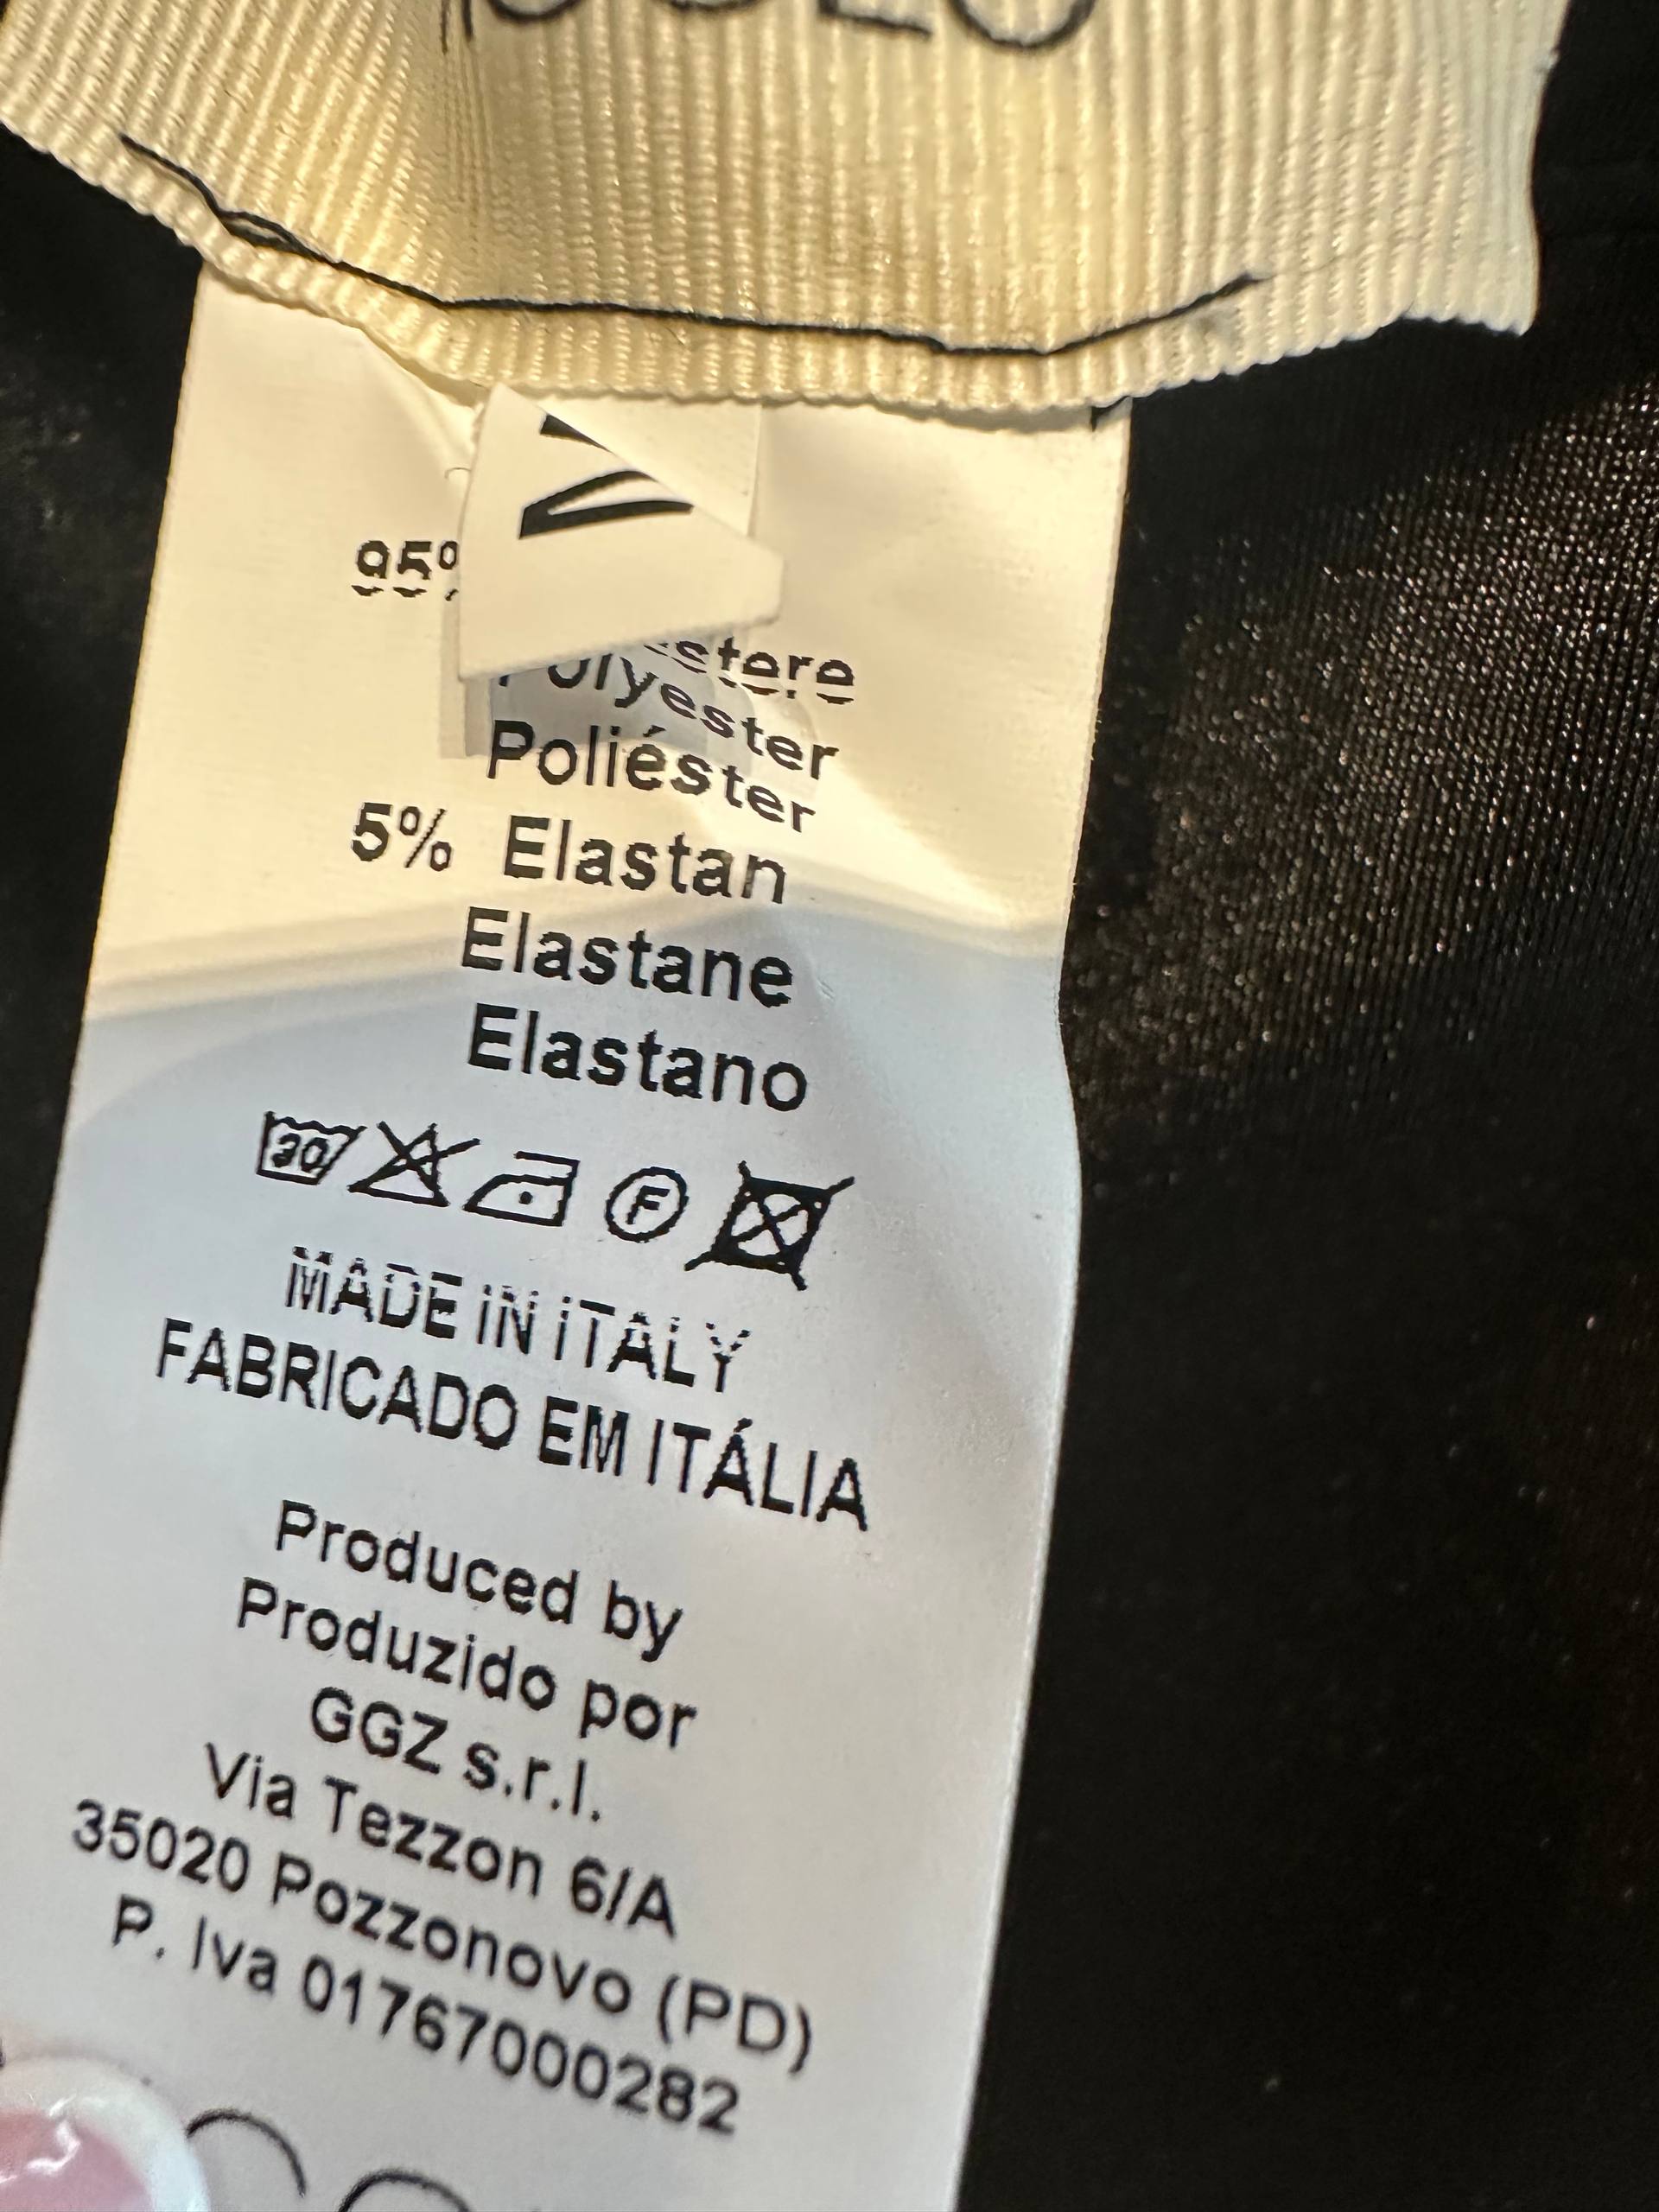 95%
Polyester
Poliéster
5% Elastan
Elastane
Elastano
30
F
MADE IN ITALY
FABRICADO EM ITÁLIA
Produced by
Produzido por
GGZ s.r.l.
Via Tezzon 6/A
35020 Pozzonovo (PD)
P. Iva 01767000282